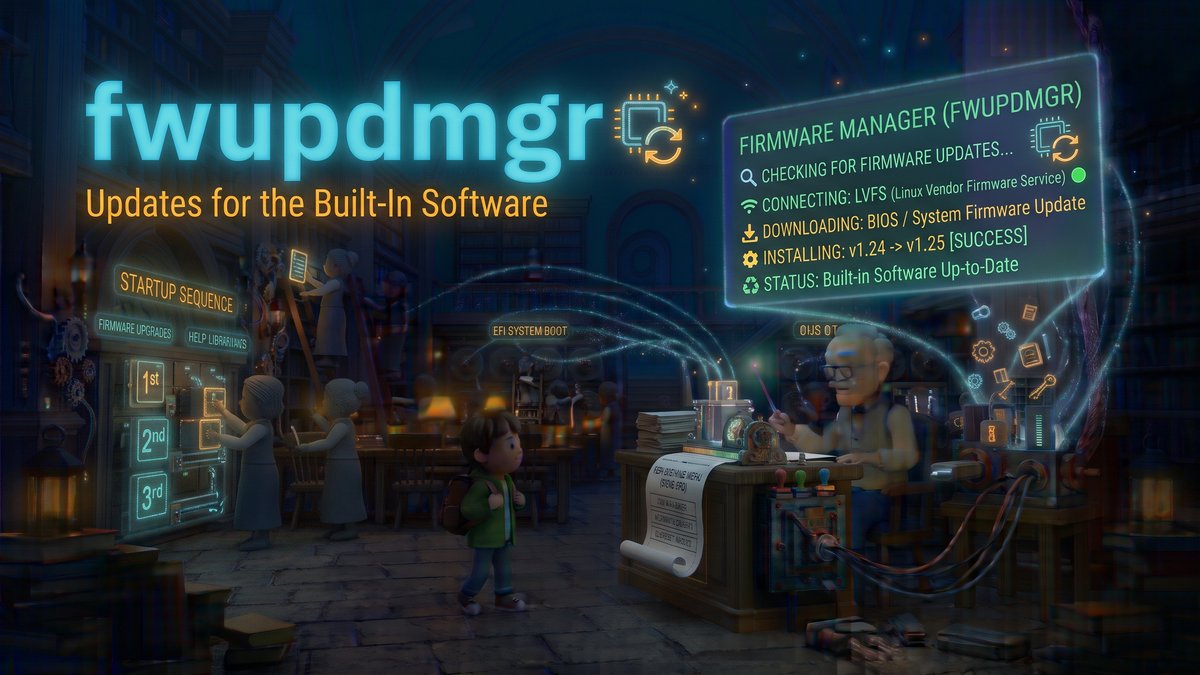 fwupdmgr
Updates for the Built-In Software
FIRMWARE MANAGER (FWUPDMGR)
CHECKING FOR FIRMWARE UPDATES...
CONNECTING: LVFS (Linux Vendor Firmware Service)
DOWNLOADING: BIOS / System Firmware Update
INSTALLING: v1.24 -> v1.25 [SUCCESS]
STATUS: Built-in Software Up-to-Date
STARTUP SEQUENCE
FIRMWARE UPGRADES
HELP LIBRARIANS
1st
2nd
3rd
EFI SYSTEM BOOT